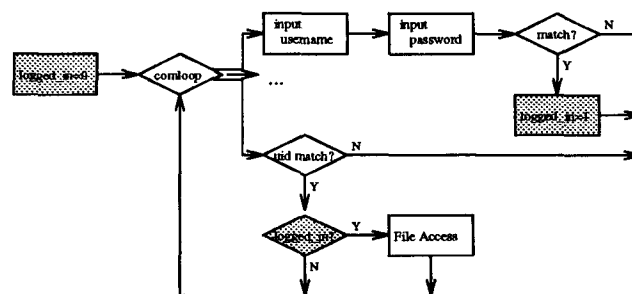 input
username
input
password
match?
N
Y
logged_in=0
comloop
...
logged_in=1
uid match?
N
Y
logged_in?
Y
File Access
N